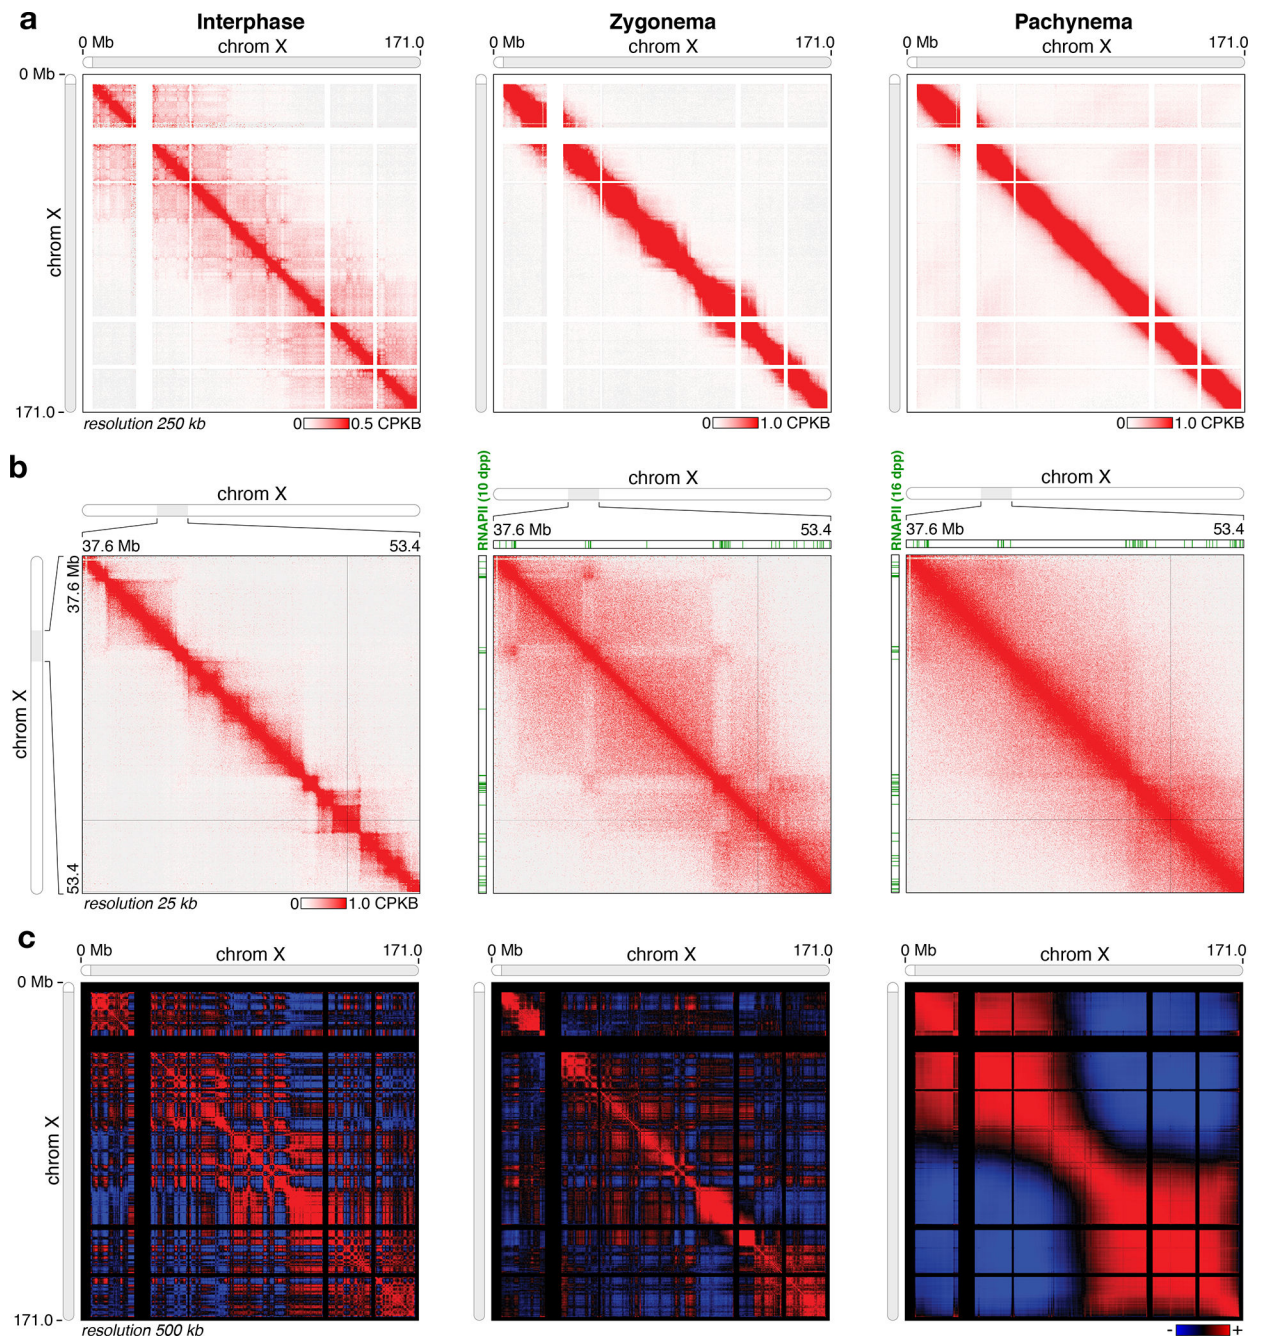 a
Interphase Zygonema Pachynema
0 Mb chrom X 171.0 0 Mb chrom X 171.0 0 Mb chrom X 171.0
0 Mb
chrom X
171.0
resolution 250 kb 0 0.5 CPKB 0 1.0 CPKB 0 1.0 CPKB
b
chrom X chrom X chrom X
RNAPII (10 dpp) RNAPII (16 dpp)
37.6 Mb 53.4 37.6 Mb 53.4 37.6 Mb 53.4
37.6 Mb
chrom X
53.4
resolution 25 kb 0 1.0 CPKB
c
0 Mb chrom X 171.0 0 Mb chrom X 171.0 0 Mb chrom X 171.0
0 Mb
chrom X
171.0
resolution 500 kb - +